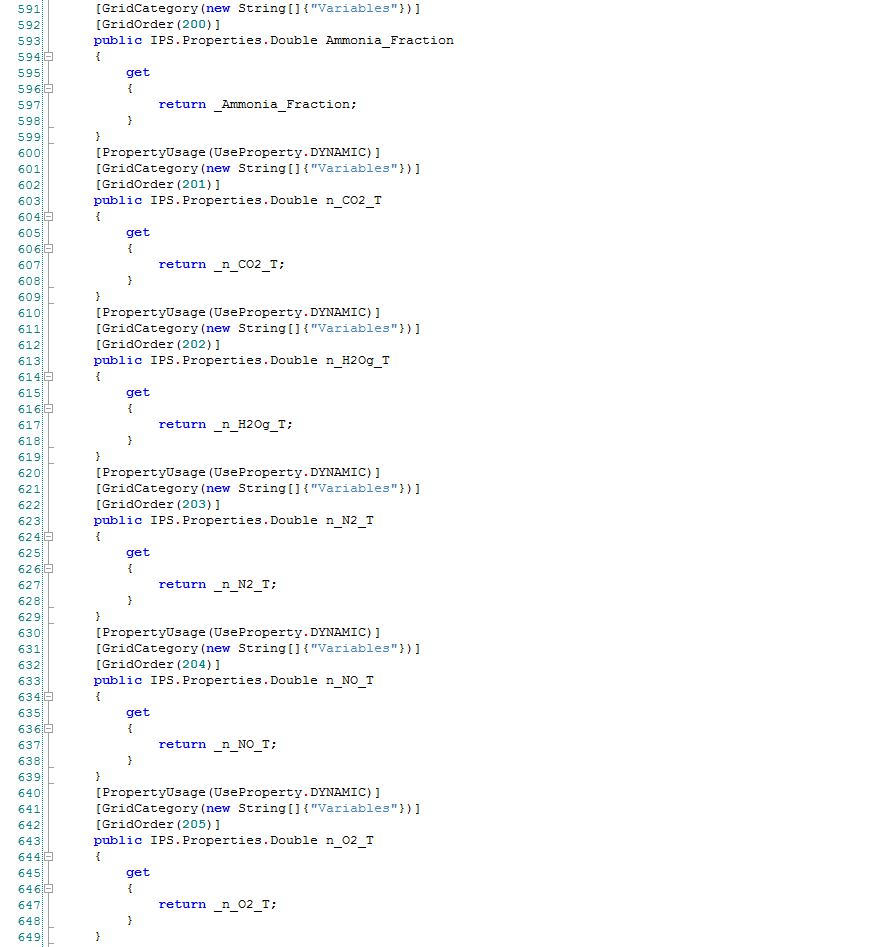 591 [GridCategory(new String[]{"Variables"})]
592 [GridOrder(200)]
593 public IPS.Properties.Double Ammonia_Fraction
594 {
595 get
596 {
597 return _Ammonia_Fraction;
598 }
599 }
600 [PropertyUsage(UseProperty.DYNAMIC)]
601 [GridCategory(new String[]{"Variables"})]
602 [GridOrder(201)]
603 public IPS.Properties.Double n_CO2_T
604 {
605 get
606 {
607 return _n_CO2_T;
608 }
609 }
610 [PropertyUsage(UseProperty.DYNAMIC)]
611 [GridCategory(new String[]{"Variables"})]
612 [GridOrder(202)]
613 public IPS.Properties.Double n_H2Og_T
614 {
615 get
616 {
617 return _n_H2Og_T;
618 }
619 }
620 [PropertyUsage(UseProperty.DYNAMIC)]
621 [GridCategory(new String[]{"Variables"})]
622 [GridOrder(203)]
623 public IPS.Properties.Double n_N2_T
624 {
625 get
626 {
627 return _n_N2_T;
628 }
629 }
630 [PropertyUsage(UseProperty.DYNAMIC)]
631 [GridCategory(new String[]{"Variables"})]
632 [GridOrder(204)]
633 public IPS.Properties.Double n_NO_T
634 {
635 get
636 {
637 return _n_NO_T;
638 }
639 }
640 [PropertyUsage(UseProperty.DYNAMIC)]
641 [GridCategory(new String[]{"Variables"})]
642 [GridOrder(205)]
643 public IPS.Properties.Double n_O2_T
644 {
645 get
646 {
647 return _n_O2_T;
648 }
649 }